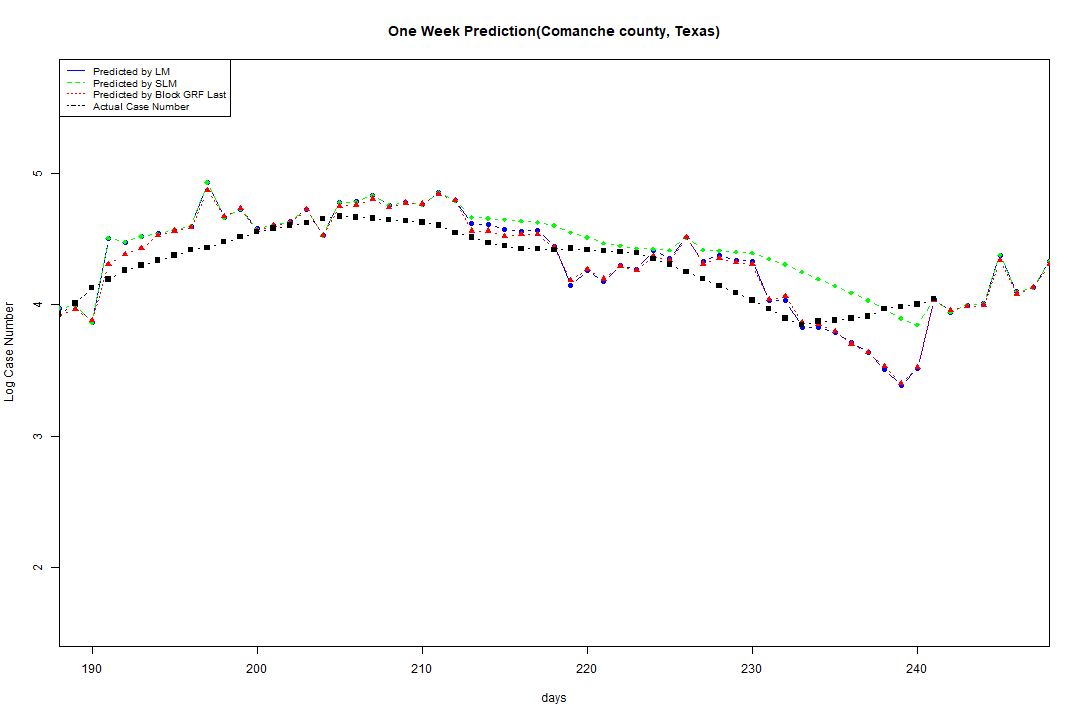 One Week Prediction(Comanche county, Texas)
Predicted by LM
Predicted by SLM
Predicted by Block GRF Last
Actual Case Number
5
4
3
2
Log Case Number
190 200 210 220 230 240
days